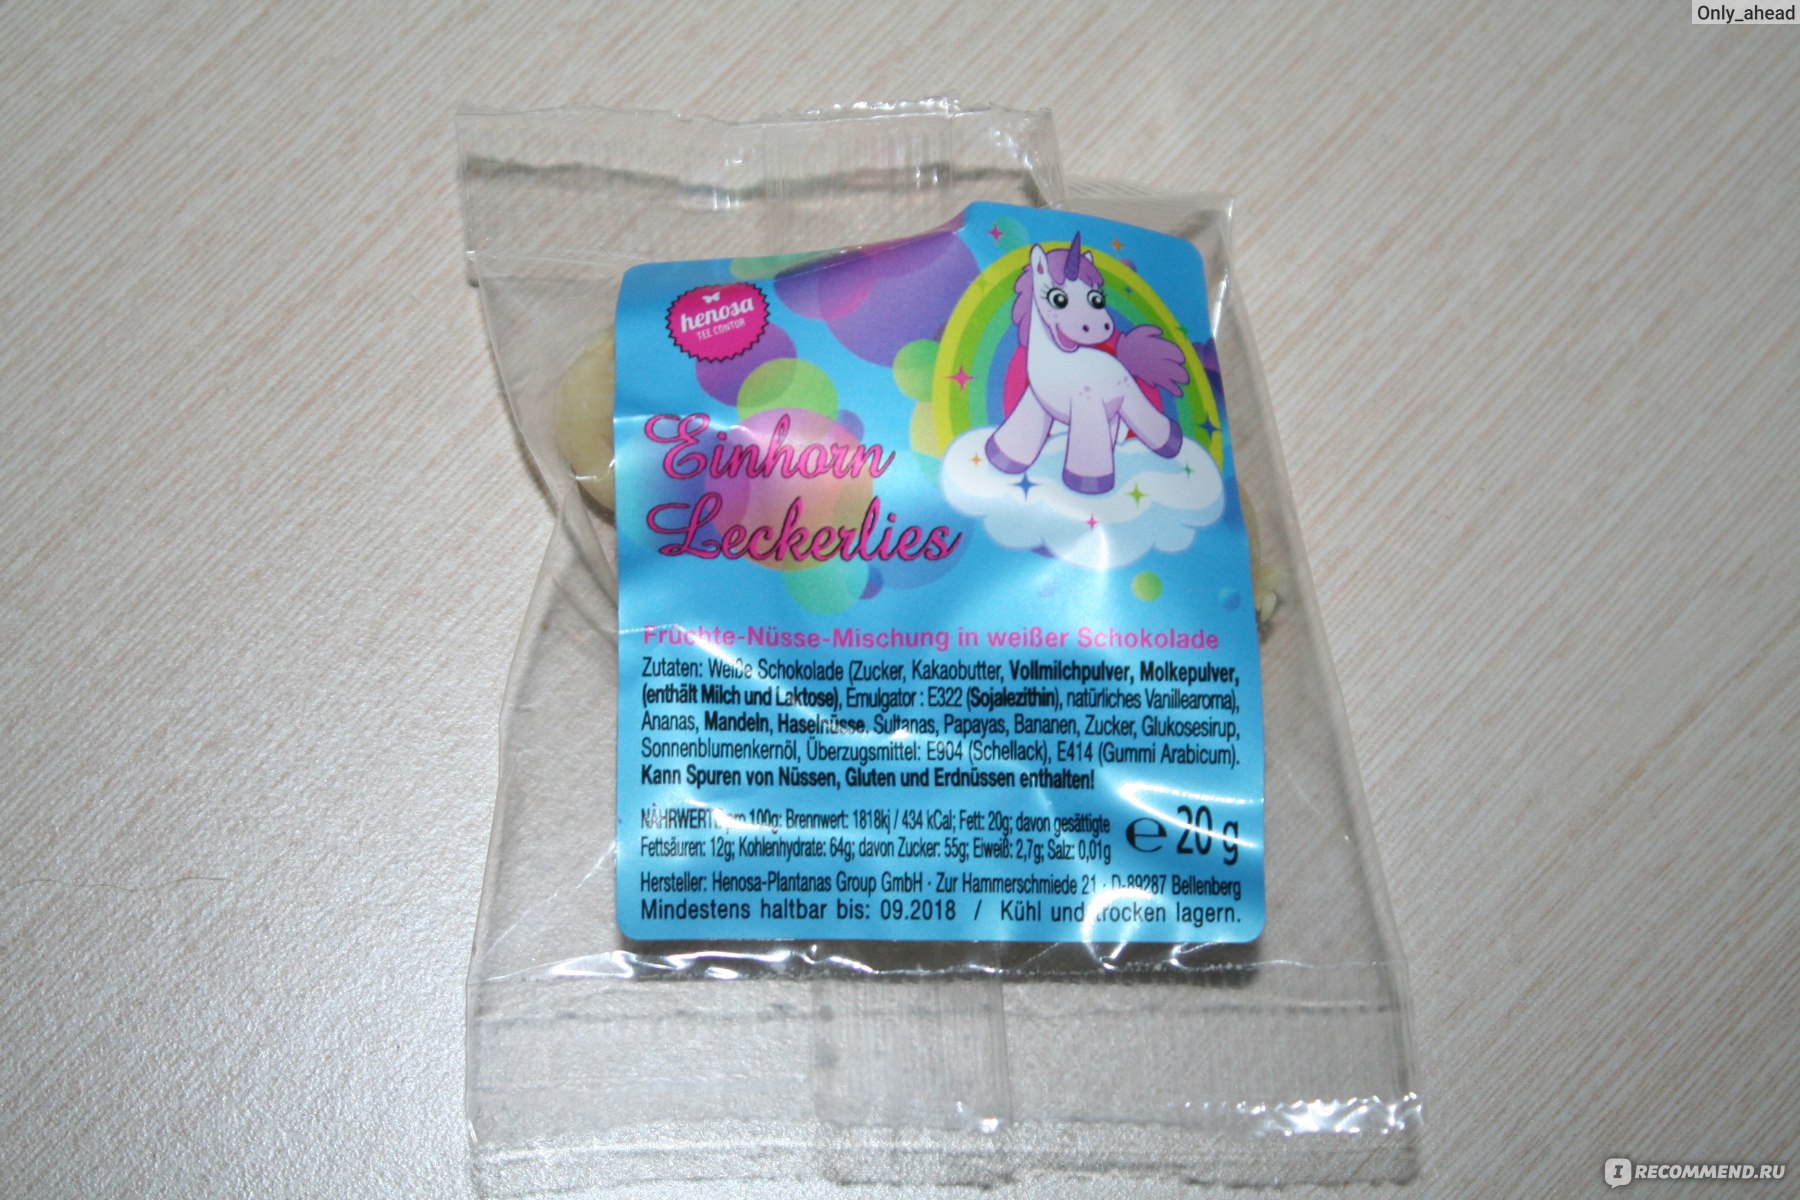 Only_ahead
henosa
TEE CONTOR
Einhorn
Leckerlies
Früchte-Nüsse-Mischung in weißer Schokolade
Zutaten: Weiße Schokolade (Zucker, Kakaobutter, Vollmilchpulver, Molkepulver,
(enthält Milch und Laktose), Emulgator : E322 (Sojalezithin), natürliches Vanillearoma),
Ananas, Mandeln, Haselnüsse, Sultanas, Papayas, Bananen, Zucker, Glukosesirup,
Sonnenblumenkernöl, Überzugsmittel: E904 (Schellack), E414 (Gummi Arabicum).
Kann Spuren von Nüssen, Gluten und Erdnüssen enthalten!
NÄHRWERTE pro 100g: Brennwert: 1818kj / 434 kCal; Fett: 20g; davon gesättigte
Fettsäuren: 12g; Kohlenhydrate: 64g; davon Zucker: 55g; Eiweiß: 2,7g; Salz: 0,01g
℮ 20 g
Hersteller: Henosa-Plantanas Group GmbH · Zur Hammerschmiede 21 · D-89287 Bellenberg
Mindestens haltbar bis: 09.2018 / Kühl und trocken lagern.
IRECOMMEND.RU